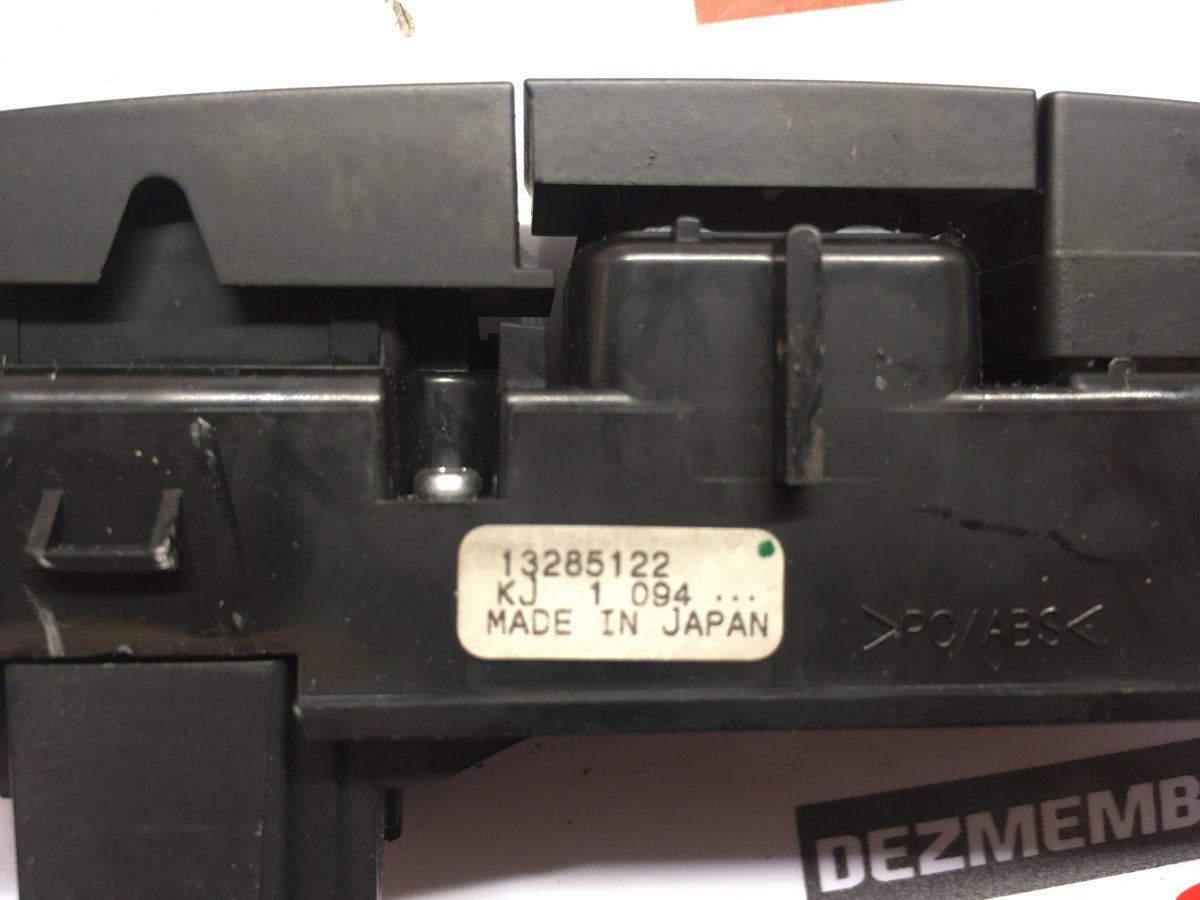 13285122
KJ 1 094 ...
MADE IN JAPAN
>PC/ABS<
DEZMEMB